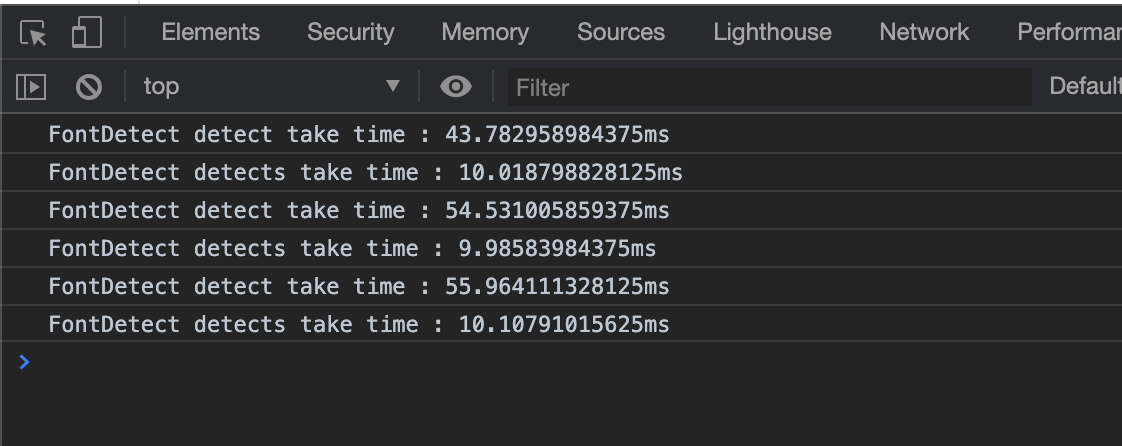 Elements Security Memory Sources Lighthouse Network
top Filter
FontDetect detect take time : 43.782958984375ms
FontDetect detects take time : 10.018798828125ms
FontDetect detect take time : 54.531005859375ms
FontDetect detects take time : 9.98583984375ms
FontDetect detect take time : 55.964111328125ms
FontDetect detects take time : 10.10791015625ms